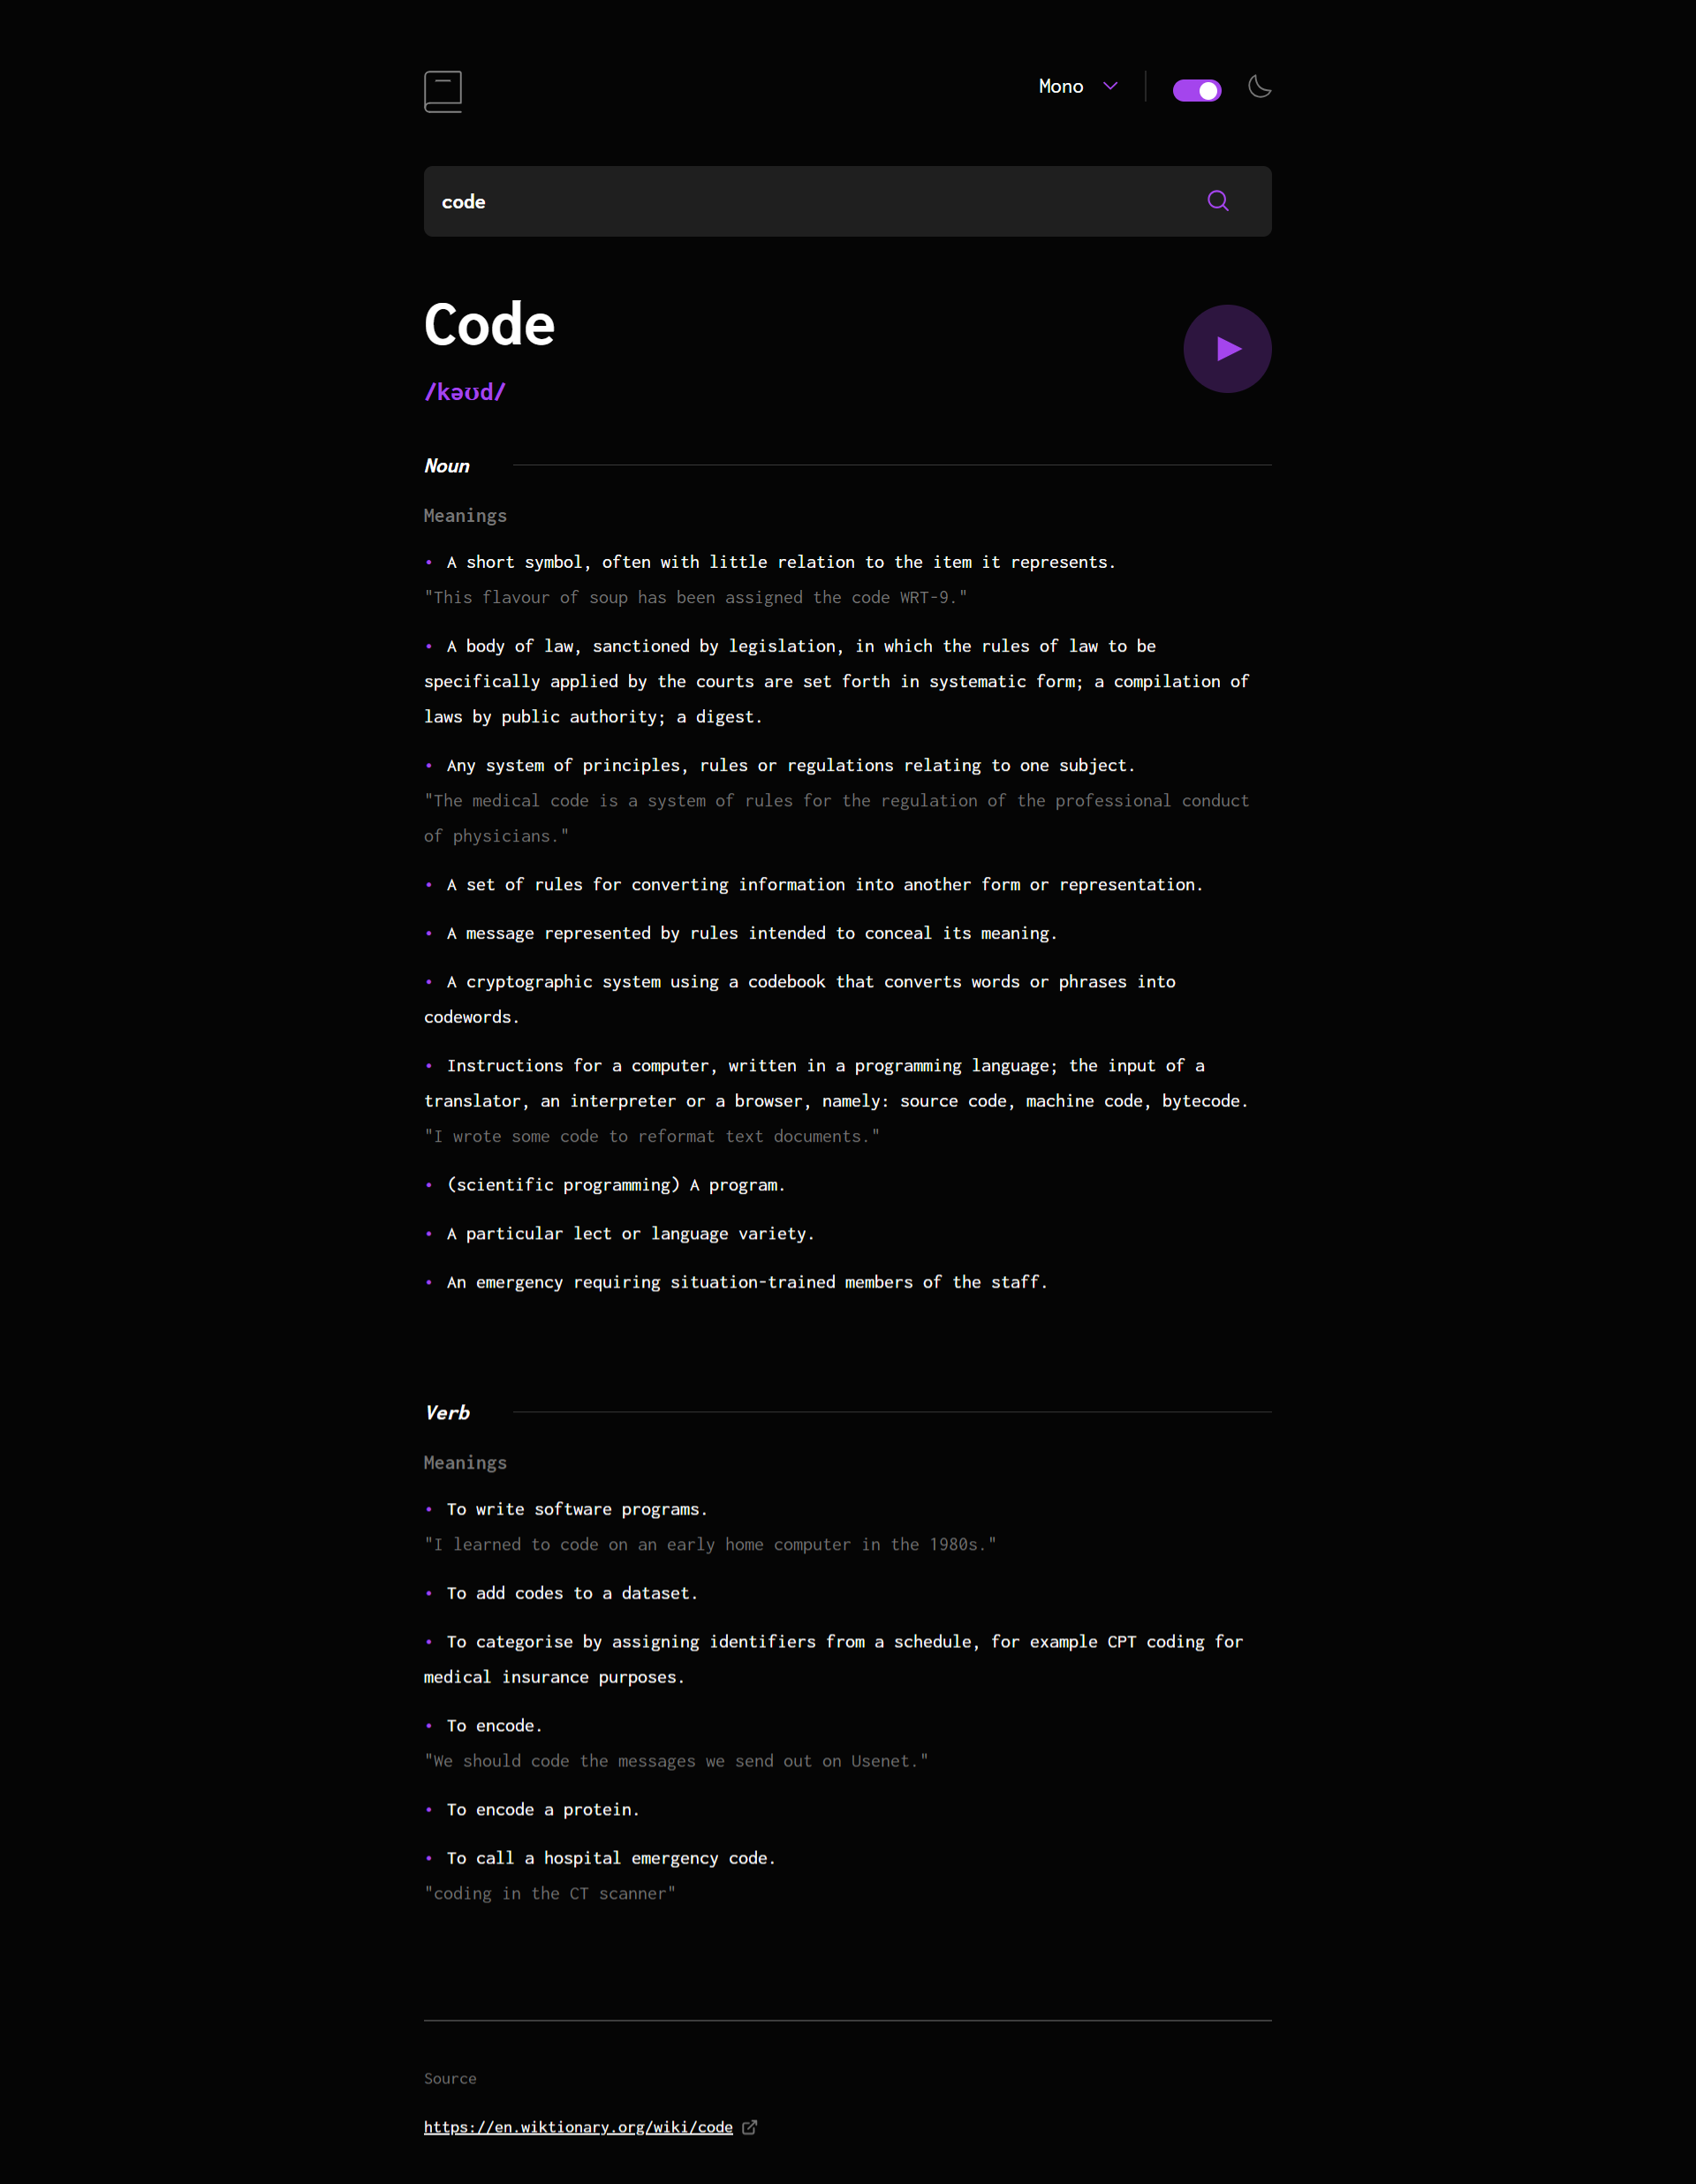 Mono
code
Code
/kəʊd/
Noun
Meanings
• A short symbol, often with little relation to the item it represents.
"This flavour of soup has been assigned the code WRT-9."
• A body of law, sanctioned by legislation, in which the rules of law to be
specifically applied by the courts are set forth in systematic form; a compilation of
laws by public authority; a digest.
• Any system of principles, rules or regulations relating to one subject.
"The medical code is a system of rules for the regulation of the professional conduct
of physicians."
• A set of rules for converting information into another form or representation.
• A message represented by rules intended to conceal its meaning.
• A cryptographic system using a codebook that converts words or phrases into
codewords.
• Instructions for a computer, written in a programming language; the input of a
translator, an interpreter or a browser, namely: source code, machine code, bytecode.
"I wrote some code to reformat text documents."
• (scientific programming) A program.
• A particular lect or language variety.
• An emergency requiring situation-trained members of the staff.
Verb
Meanings
• To write software programs.
"I learned to code on an early home computer in the 1980s."
• To add codes to a dataset.
• To categorise by assigning identifiers from a schedule, for example CPT coding for
medical insurance purposes.
• To encode.
"We should code the messages we send out on Usenet."
• To encode a protein.
• To call a hospital emergency code.
"coding in the CT scanner"
Source
https://en.wiktionary.org/wiki/code